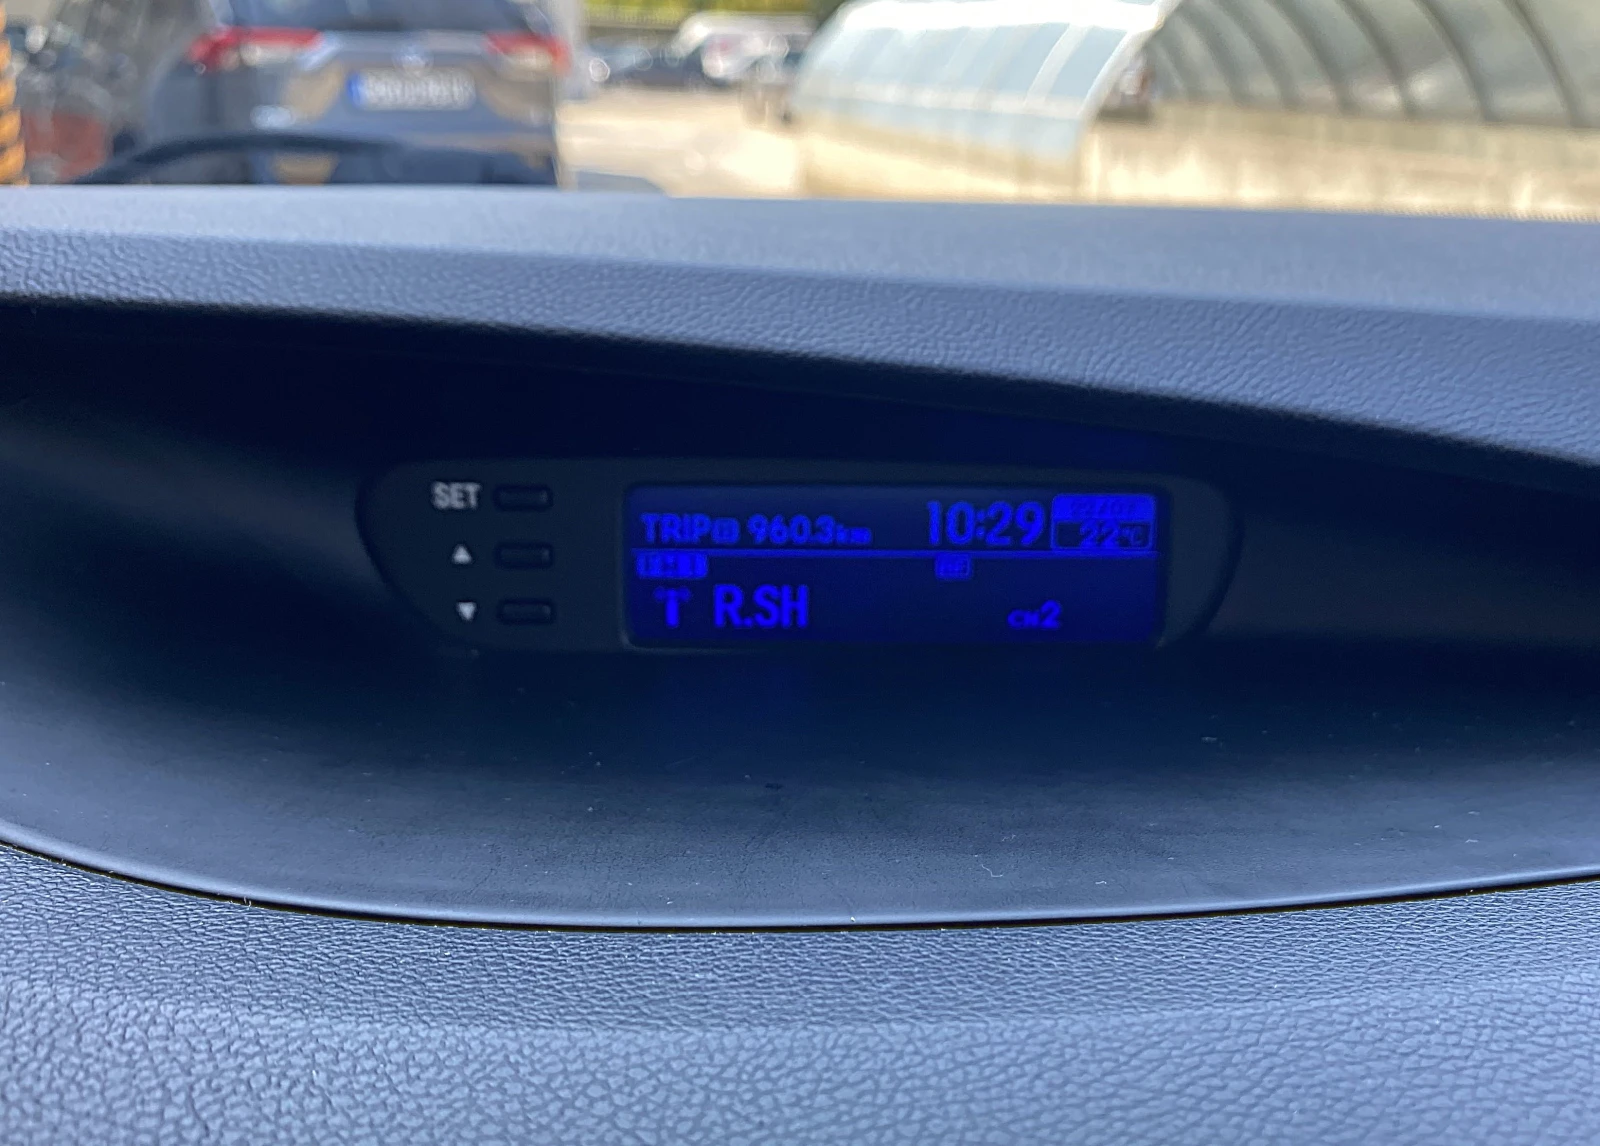 SET
▲
▼
TRIP 960.3km 10:29
22°C
R.SH CH2